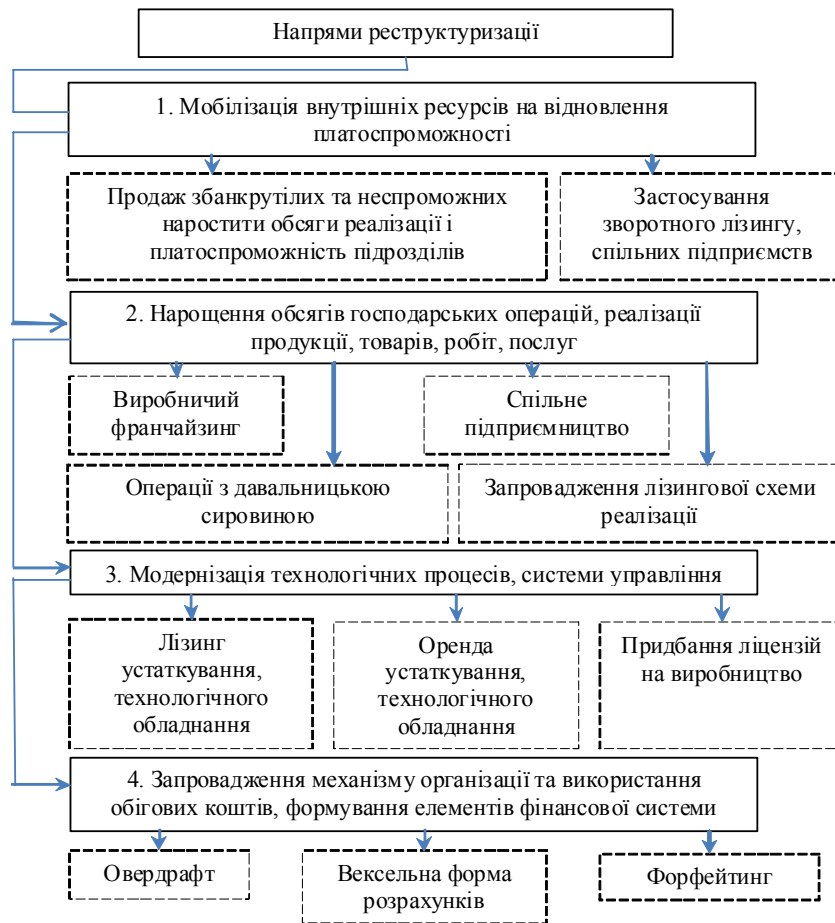 Напрями реструктуризації
1. Мобілізація внутрішніх ресурсів на відновлення
платоспроможності
Продаж збанкрутілих та неспроможних
наростити обсяги реалізації і
платоспроможність підрозділів
Застосування
зворотного лізингу,
спільних підприємств
2. Нарощення обсягів господарських операцій, реалізації
продукції, товарів, робіт, послуг
Виробничий
франчайзинг
Спільне
підприємництво
Операції з давальницькою
сировиною
Запровадження лізингової схеми
реалізації
3. Модернізація технологічних процесів, системи управління
Лізинг
устаткування,
технологічного
обладнання
Оренда
устаткування,
технологічного
обладнання
Придбання ліцензій
на виробництво
4. Запровадження механізму організації та використання
обігових коштів, формування елементів фінансової системи
Овердрафт
Вексельна форма
розрахунків
Форфейтинг